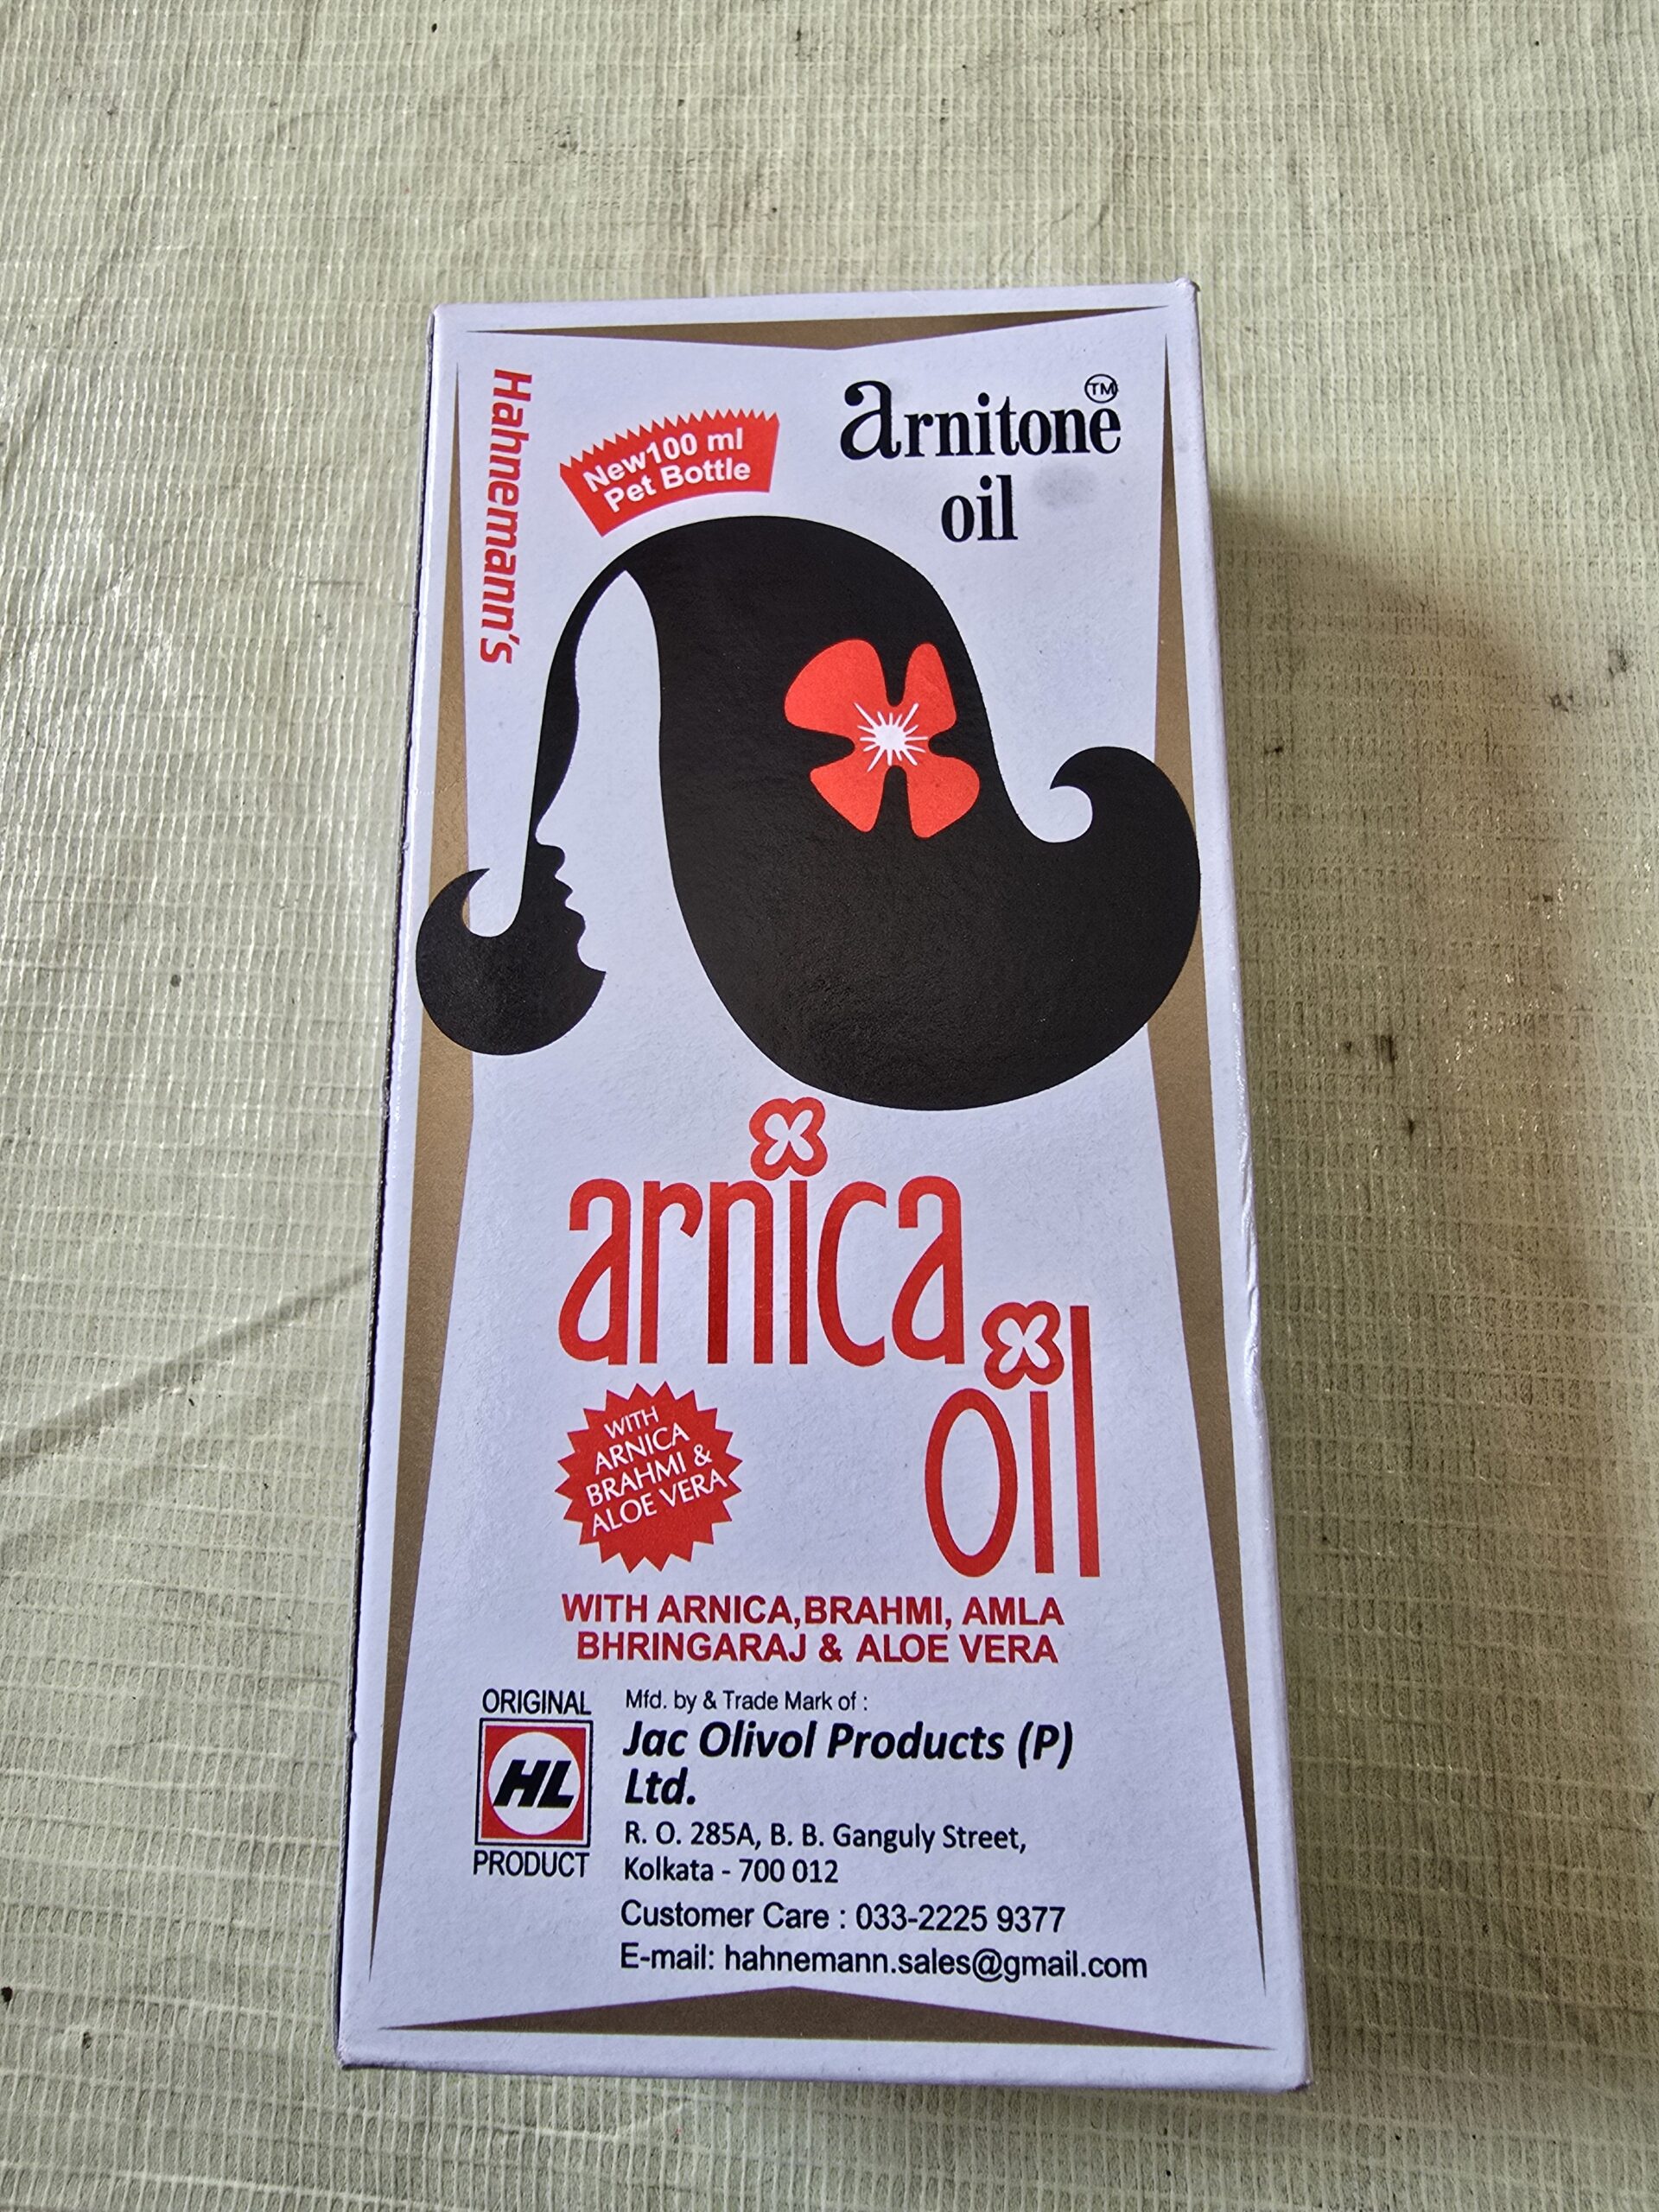 Hahnemann's
New100 ml
Pet Bottle
arnitone TM
oil
arnica
oil
WITH
ARNICA
BRAHMI &
ALOE VERA
WITH ARNICA,BRAHMI, AMLA
BHRINGARAJ & ALOE VERA
ORIGINAL
HL
PRODUCT
Mfd. by & Trade Mark of :
Jac Olivol Products (P)
Ltd.
R. O. 285A, B. B. Ganguly Street,
Kolkata - 700 012
Customer Care : 033-2225 9377
E-mail: hahnemann.sales@gmail.com